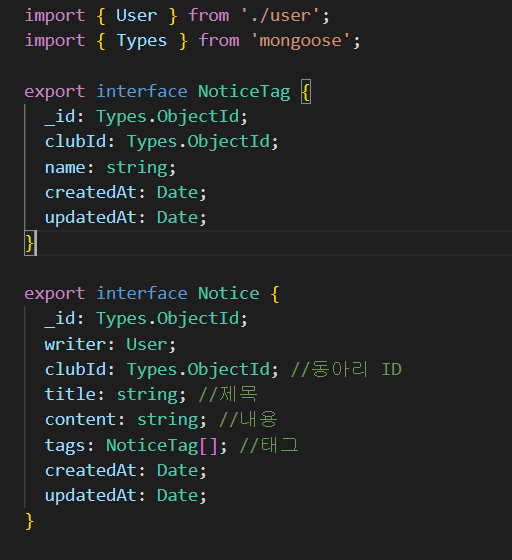 import { User } from './user';
import { Types } from 'mongoose';
export interface NoticeTag {
_id: Types.ObjectId;
clubId: Types.ObjectId;
name: string;
createdAt: Date;
updatedAt: Date;
}
export interface Notice {
_id: Types.ObjectId;
writer: User;
clubId: Types.ObjectId; //동아리 ID
title: string; //제목
content: string; //내용
tags: NoticeTag[]; //태그
createdAt: Date;
updatedAt: Date;
}